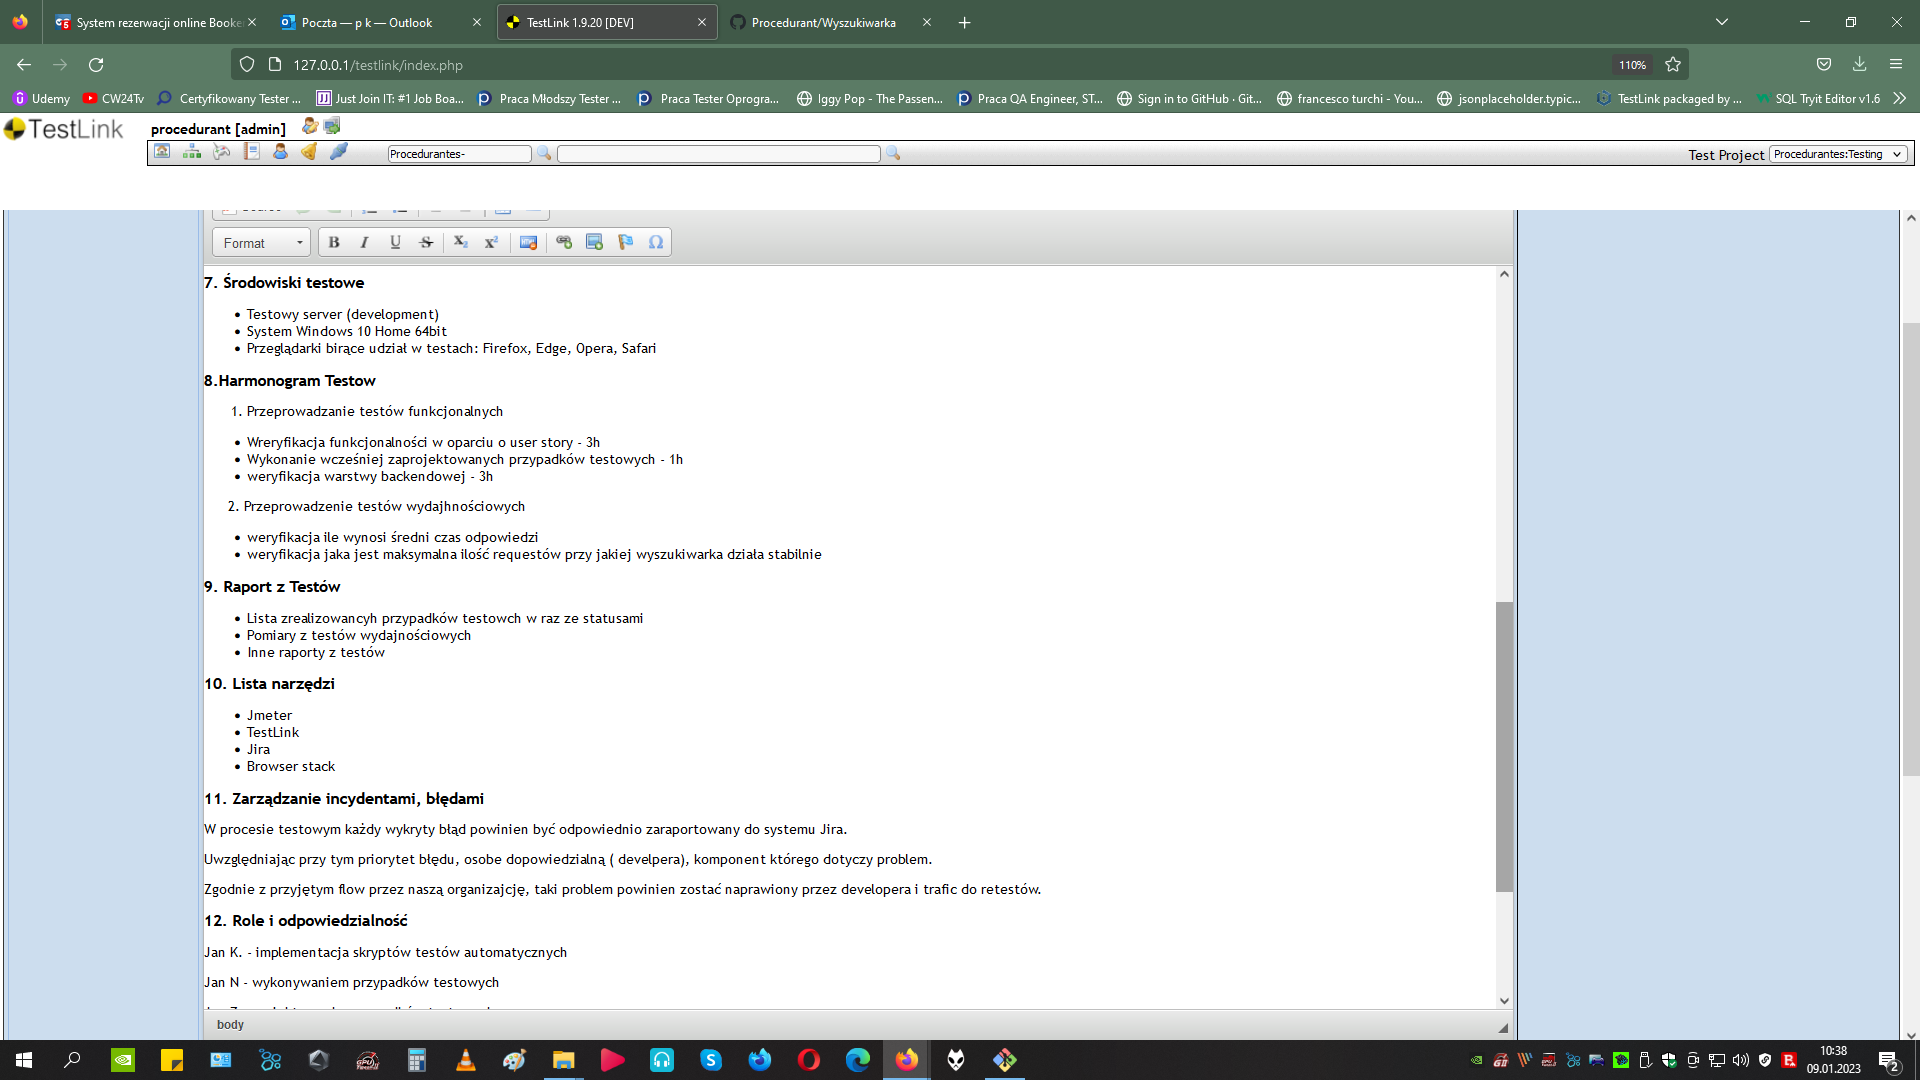 System rezerwacji online Booke
Poczta — p k — Outlook
TestLink 1.9.20 [DEV]
Procedurant/Wyszukiwarka
127.0.0.1/testlink/index.php
110%
Udemy
CW24Tv
Certyfikowany Tester ...
Just Join IT: #1 Job Boa...
Praca Młodszy Tester ...
Praca Tester Oprogra...
Iggy Pop - The Passen...
Praca QA Engineer, ST...
Sign in to GitHub · Git...
francesco turchi - You...
jsonplaceholder.typic...
TestLink packaged by ...
SQL Tryit Editor v1.6
TestLink
procedurant [admin]
Procedurantes-
Test Project
Procedurantes:Testing
Format
B I U S X2 x2 Ω
7. Środowiski testowe
• Testowy server (development)
• System Windows 10 Home 64bit
• Przeglądarki birące udział w testach: Firefox, Edge, Opera, Safari
8.Harmonogram Testow
1. Przeprowadzanie testów funkcjonalnych
• Wreryfikacja funkcjonalności w oparciu o user story - 3h
• Wykonanie wcześniej zaprojektowanych przypadków testowych - 1h
• weryfikacja warstwy backendowej - 3h
2. Przeprowadzenie testów wydajhnościowych
• weryfikacja ile wynosi średni czas odpowiedzi
• weryfikacja jaka jest maksymalna ilość requestów przy jakiej wyszukiwarka działa stabilnie
9. Raport z Testów
• Lista zrealizowancyh przypadków testowch w raz ze statusami
• Pomiary z testów wydajnościowych
• Inne raporty z testów
10. Lista narzędzi
• Jmeter
• TestLink
• Jira
• Browser stack
11. Zarządzanie incydentami, błędami
W procesie testowym każdy wykryty błąd powinien być odpowiednio zaraportowany do systemu Jira.
Uwzględniając przy tym priorytet błędu, osobe dopowiedzialną ( develpera), komponent którego dotyczy problem.
Zgodnie z przyjętym flow przez naszą organizajcję, taki problem powinien zostać naprawiony przez developera i trafic do retestów.
12. Role i odpowiedzialność
Jan K. - implementacja skryptów testów automatycznych
Jan N - wykonywaniem przypadków testowych
body
10:38
09.01.2023
2